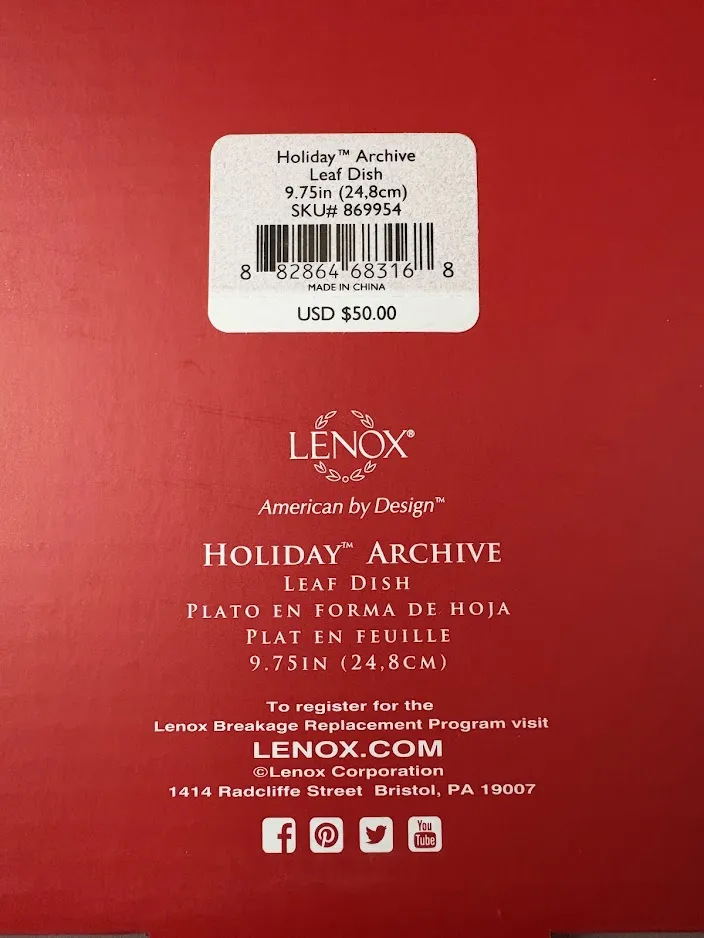 Holiday™ Archive
Leaf Dish
9.75in (24,8cm)
SKU# 869954
8 82864 68316 8
MADE IN CHINA
USD $50.00
LENOX®
American by Design™
HOLIDAY™ ARCHIVE
LEAF DISH
PLATO EN FORMA DE HOJA
PLAT EN FEUILLE
9.75IN (24,8CM)
To register for the
Lenox Breakage Replacement Program visit
LENOX.COM
©Lenox Corporation
1414 Radcliffe Street Bristol, PA 19007
You
Tube